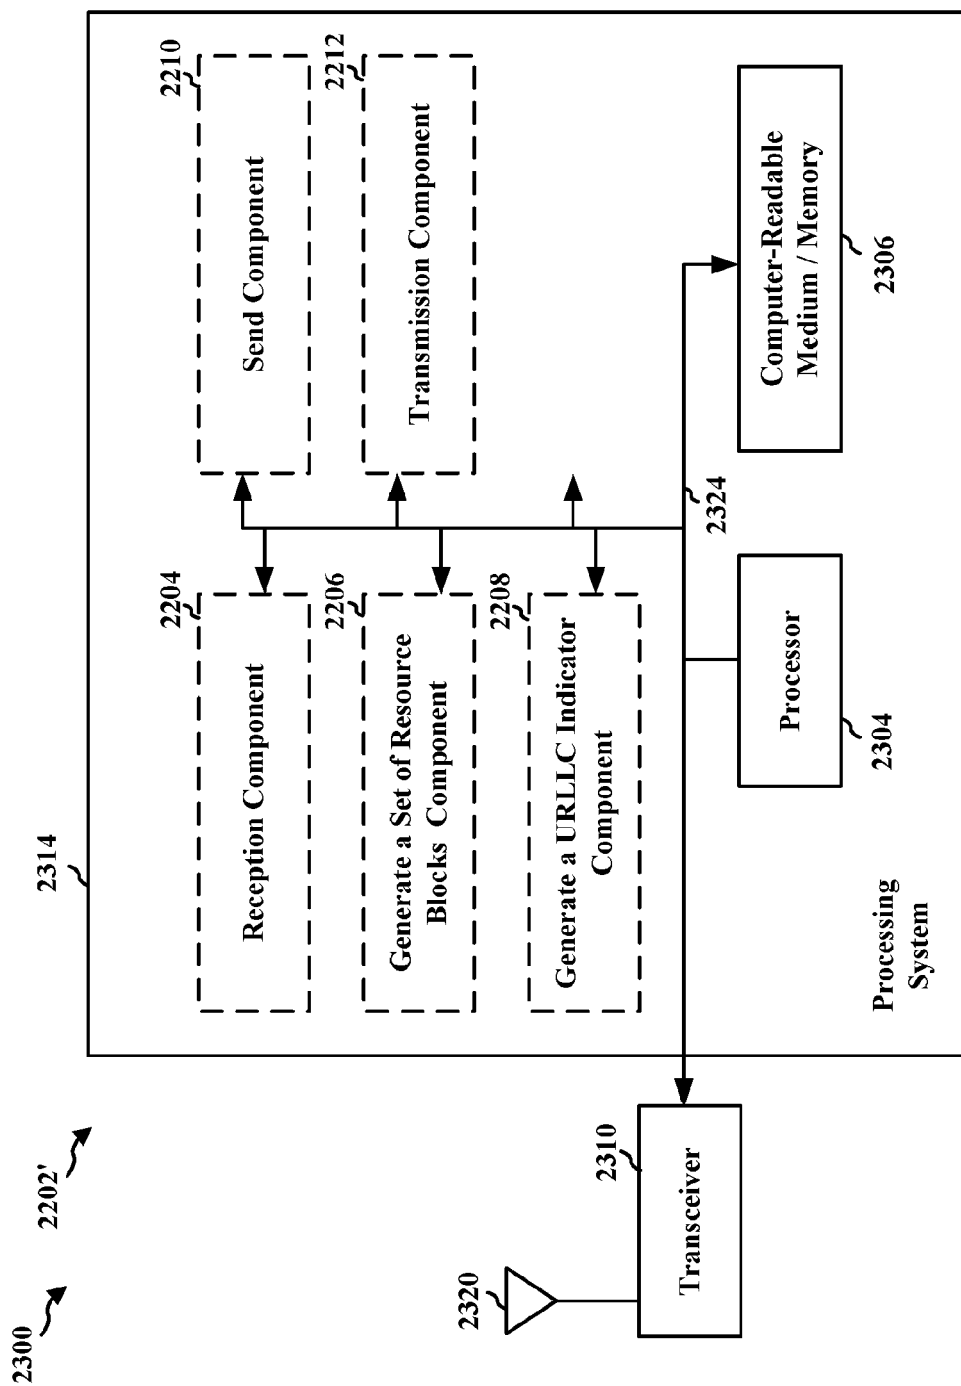 2300
2202'
2314
2204
Reception Component
2210
Send Component
2206
Generate a Set of Resource
Blocks Component
2212
Transmission Component
2208
Generate a URLLC Indicator
Component
2320
2310
Transceiver
2324
Processor
2304
Computer-Readable
Medium / Memory
2306
Processing
System